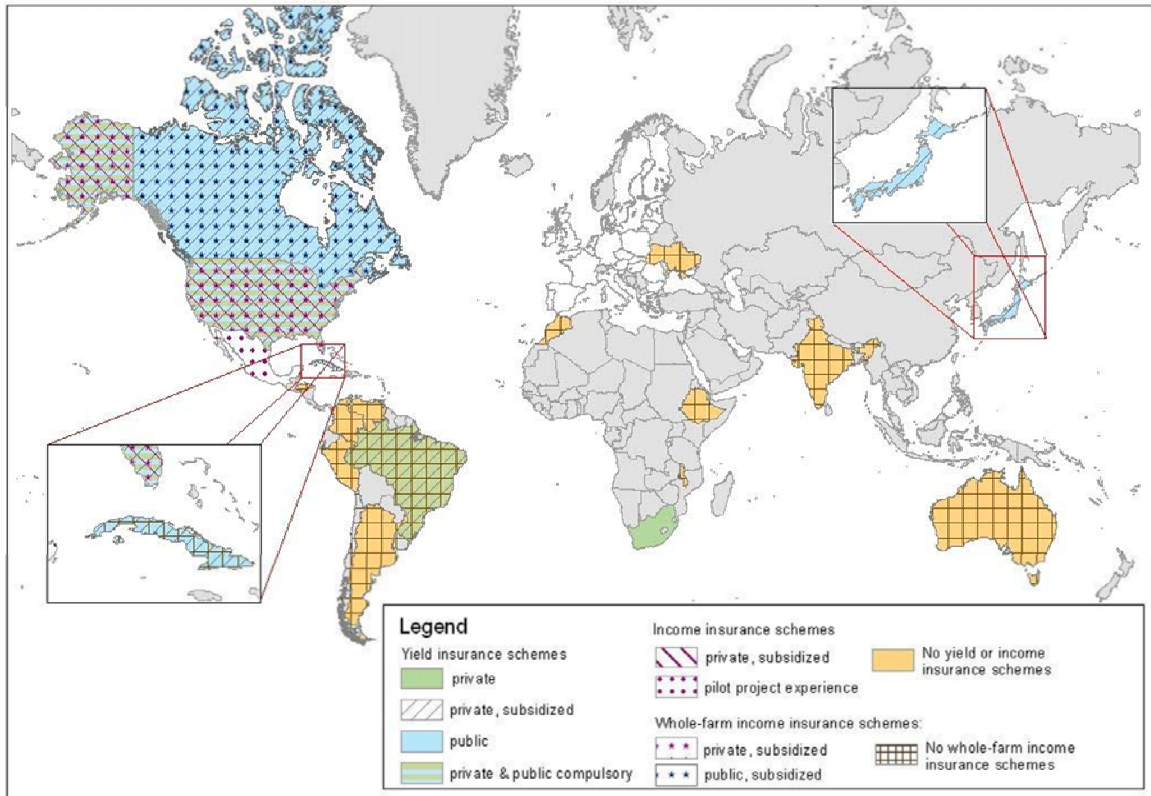 Legend
Yield insurance schemes
private
private, subsidized
public
private & public compulsory
Income insurance schemes
private, subsidized
pilot project experience
Whole-farm income insurance schemes:
private, subsidized
public, subsidized
No yield or income
insurance schemes
No whole-farm income
insurance schemes